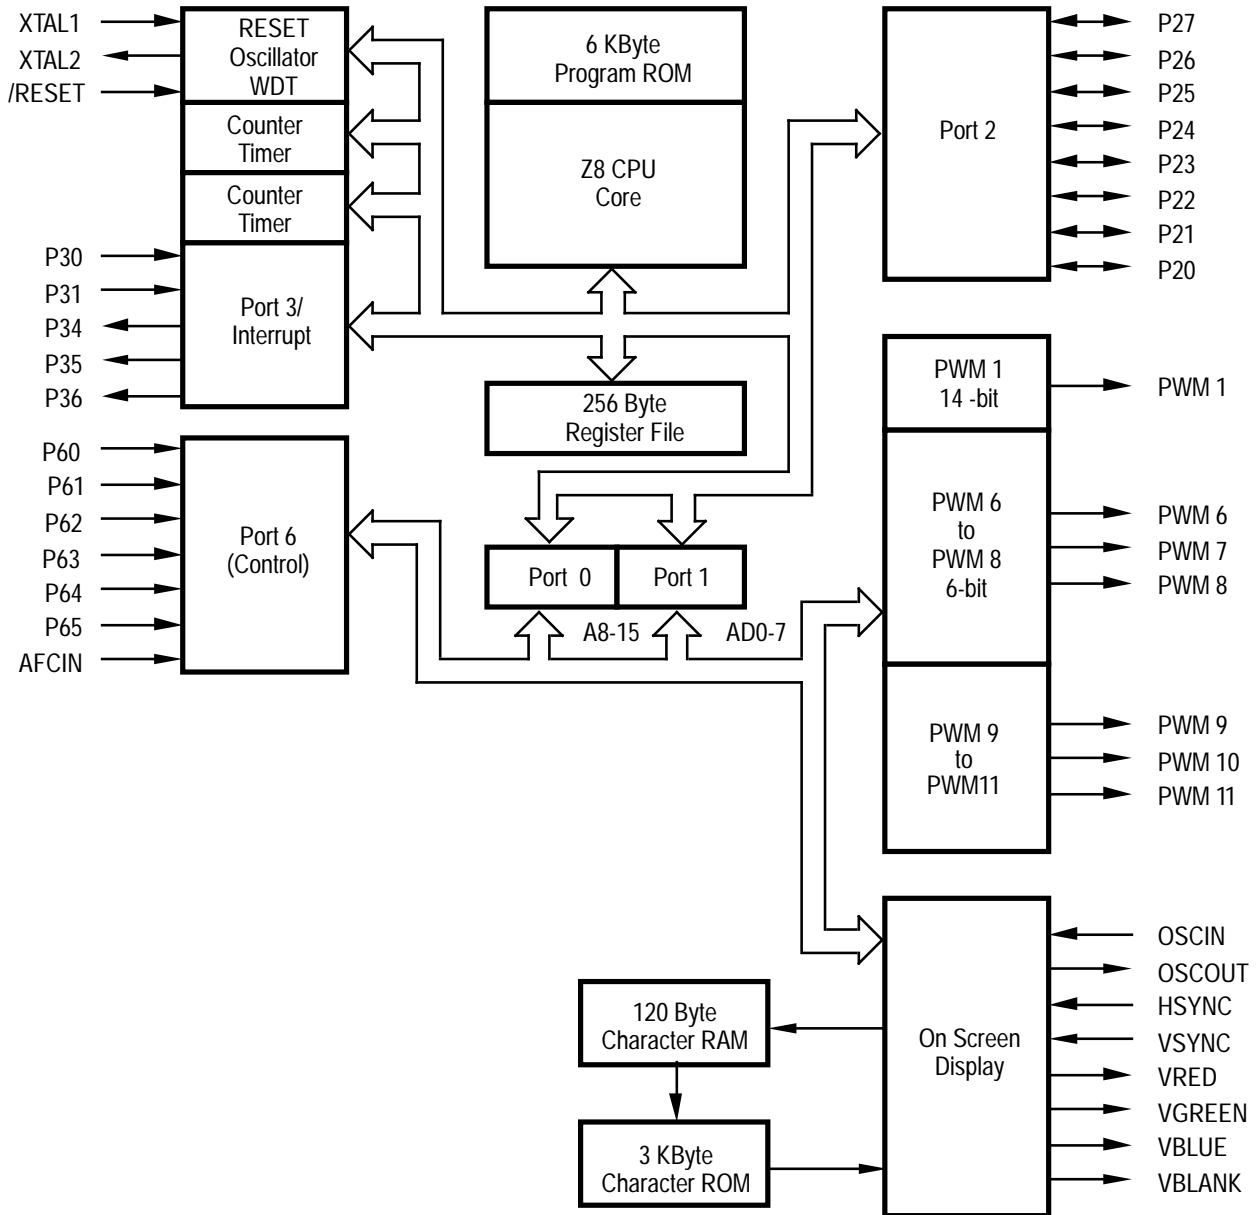 XTAL1
XTAL2
/RESET
RESET
Oscillator
WDT
Counter
Timer
Counter
Timer
P30
P31
P34
P35
P36
Port 3/
Interrupt
P60
P61
P62
P63
P64
P65
AFCIN
Port 6
(Control)
6 KByte
Program ROM
Z8 CPU
Core
256 Byte
Register File
Port 0
Port 1
A8-15
AD0-7
Port 2
P27
P26
P25
P24
P23
P22
P21
P20
PWM 1
14 -bit
PWM 1
PWM 6
to
PWM 8
6-bit
PWM 6
PWM 7
PWM 8
PWM 9
to
PWM11
PWM 9
PWM 10
PWM 11
120 Byte
Character RAM
3 KByte
Character ROM
On Screen
Display
OSCIN
OSCOUT
HSYNC
VSYNC
VRED
VGREEN
VBLUE
VBLANK